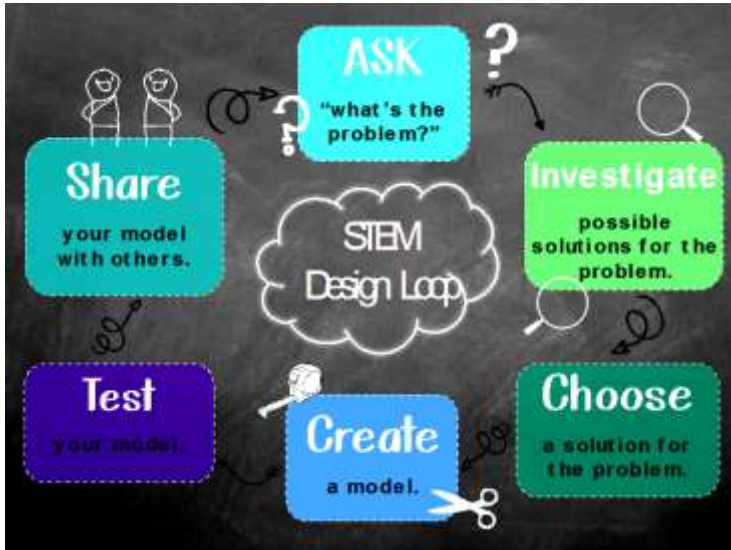 ASK
"what's the
problem?"
Investigate
possible
solutions for the
problem.
Choose
a solution for
the problem.
Create
a model.
Test
your model.
Share
your model
with others.
STEM
Design Loop